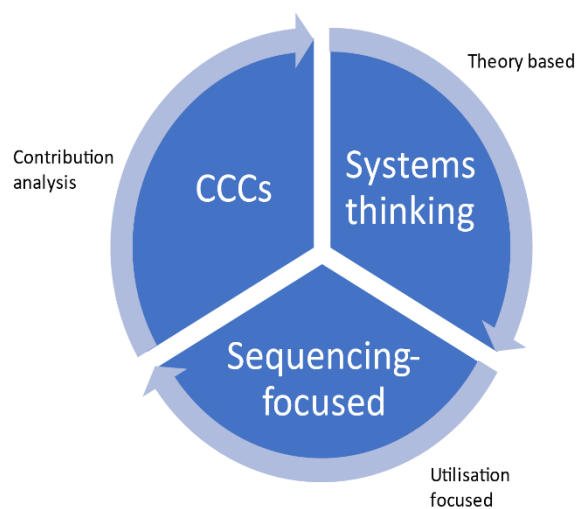 Theory based
Contribution
analysis
CCCs
Systems
thinking
Sequencing-
focused
Utilisation
focused